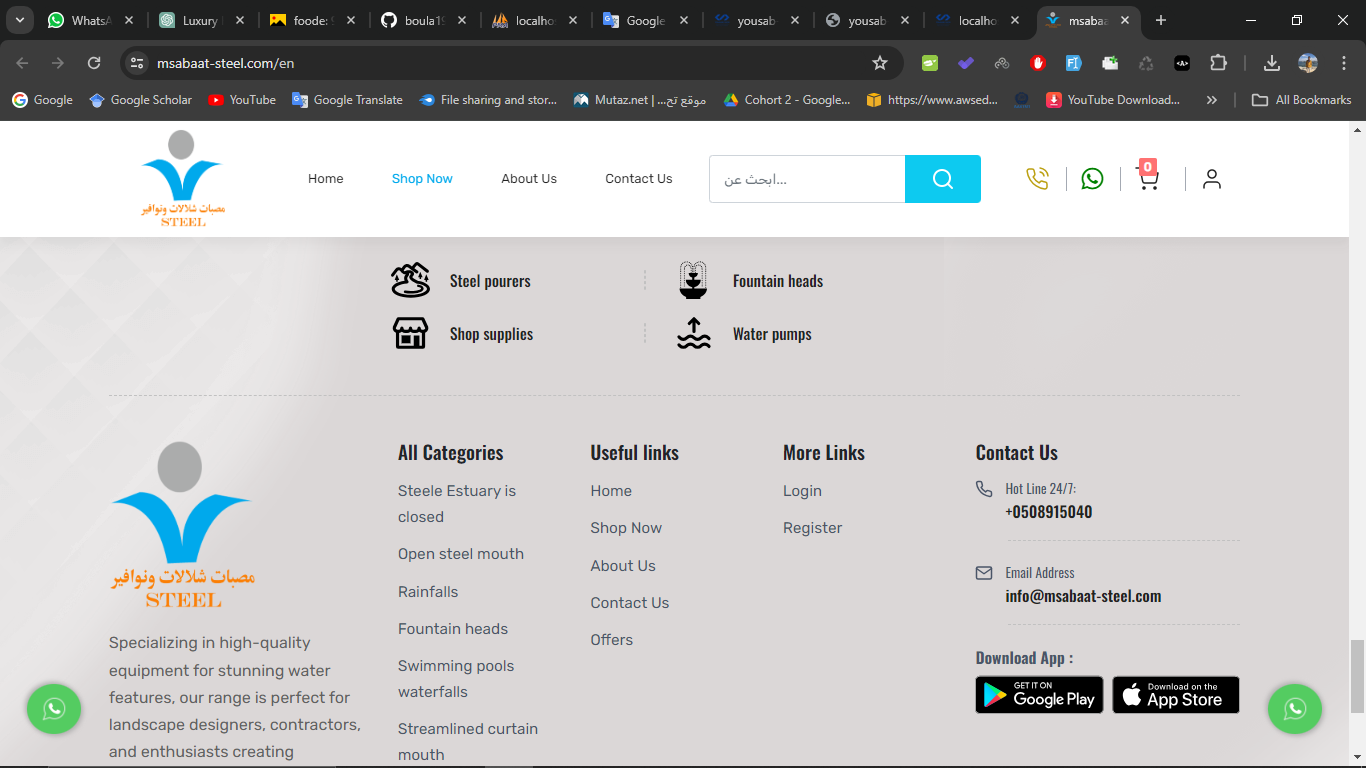 WhatsA
Luxury
foode:
boula19
localho
Google
yousab
yousab
localho
msabaa
msabaat-steel.com/en
Google
Google Scholar
YouTube
Google Translate
File sharing and stor...
Mutaz.net | موقع تح...
Cohort 2 - Google...
https://www.awsed...
YouTube Download...
All Bookmarks
مصبات شلالات ونوافير
STEEL
Home
Shop Now
About Us
Contact Us
ابحث عن...
0
Steel pourers
Fountain heads
Shop supplies
Water pumps
مصبات شلالات ونوافير
STEEL
Specializing in high-quality
equipment for stunning water
features, our range is perfect for
landscape designers, contractors,
and enthusiasts creating
All Categories
Steele Estuary is
closed
Open steel mouth
Rainfalls
Fountain heads
Swimming pools
waterfalls
Streamlined curtain
mouth
Useful links
Home
Shop Now
About Us
Contact Us
Offers
More Links
Login
Register
Contact Us
Hot Line 24/7:
+0508915040
Email Address
info@msabaat-steel.com
Download App :
GET IT ON
Google Play
Download on the
App Store